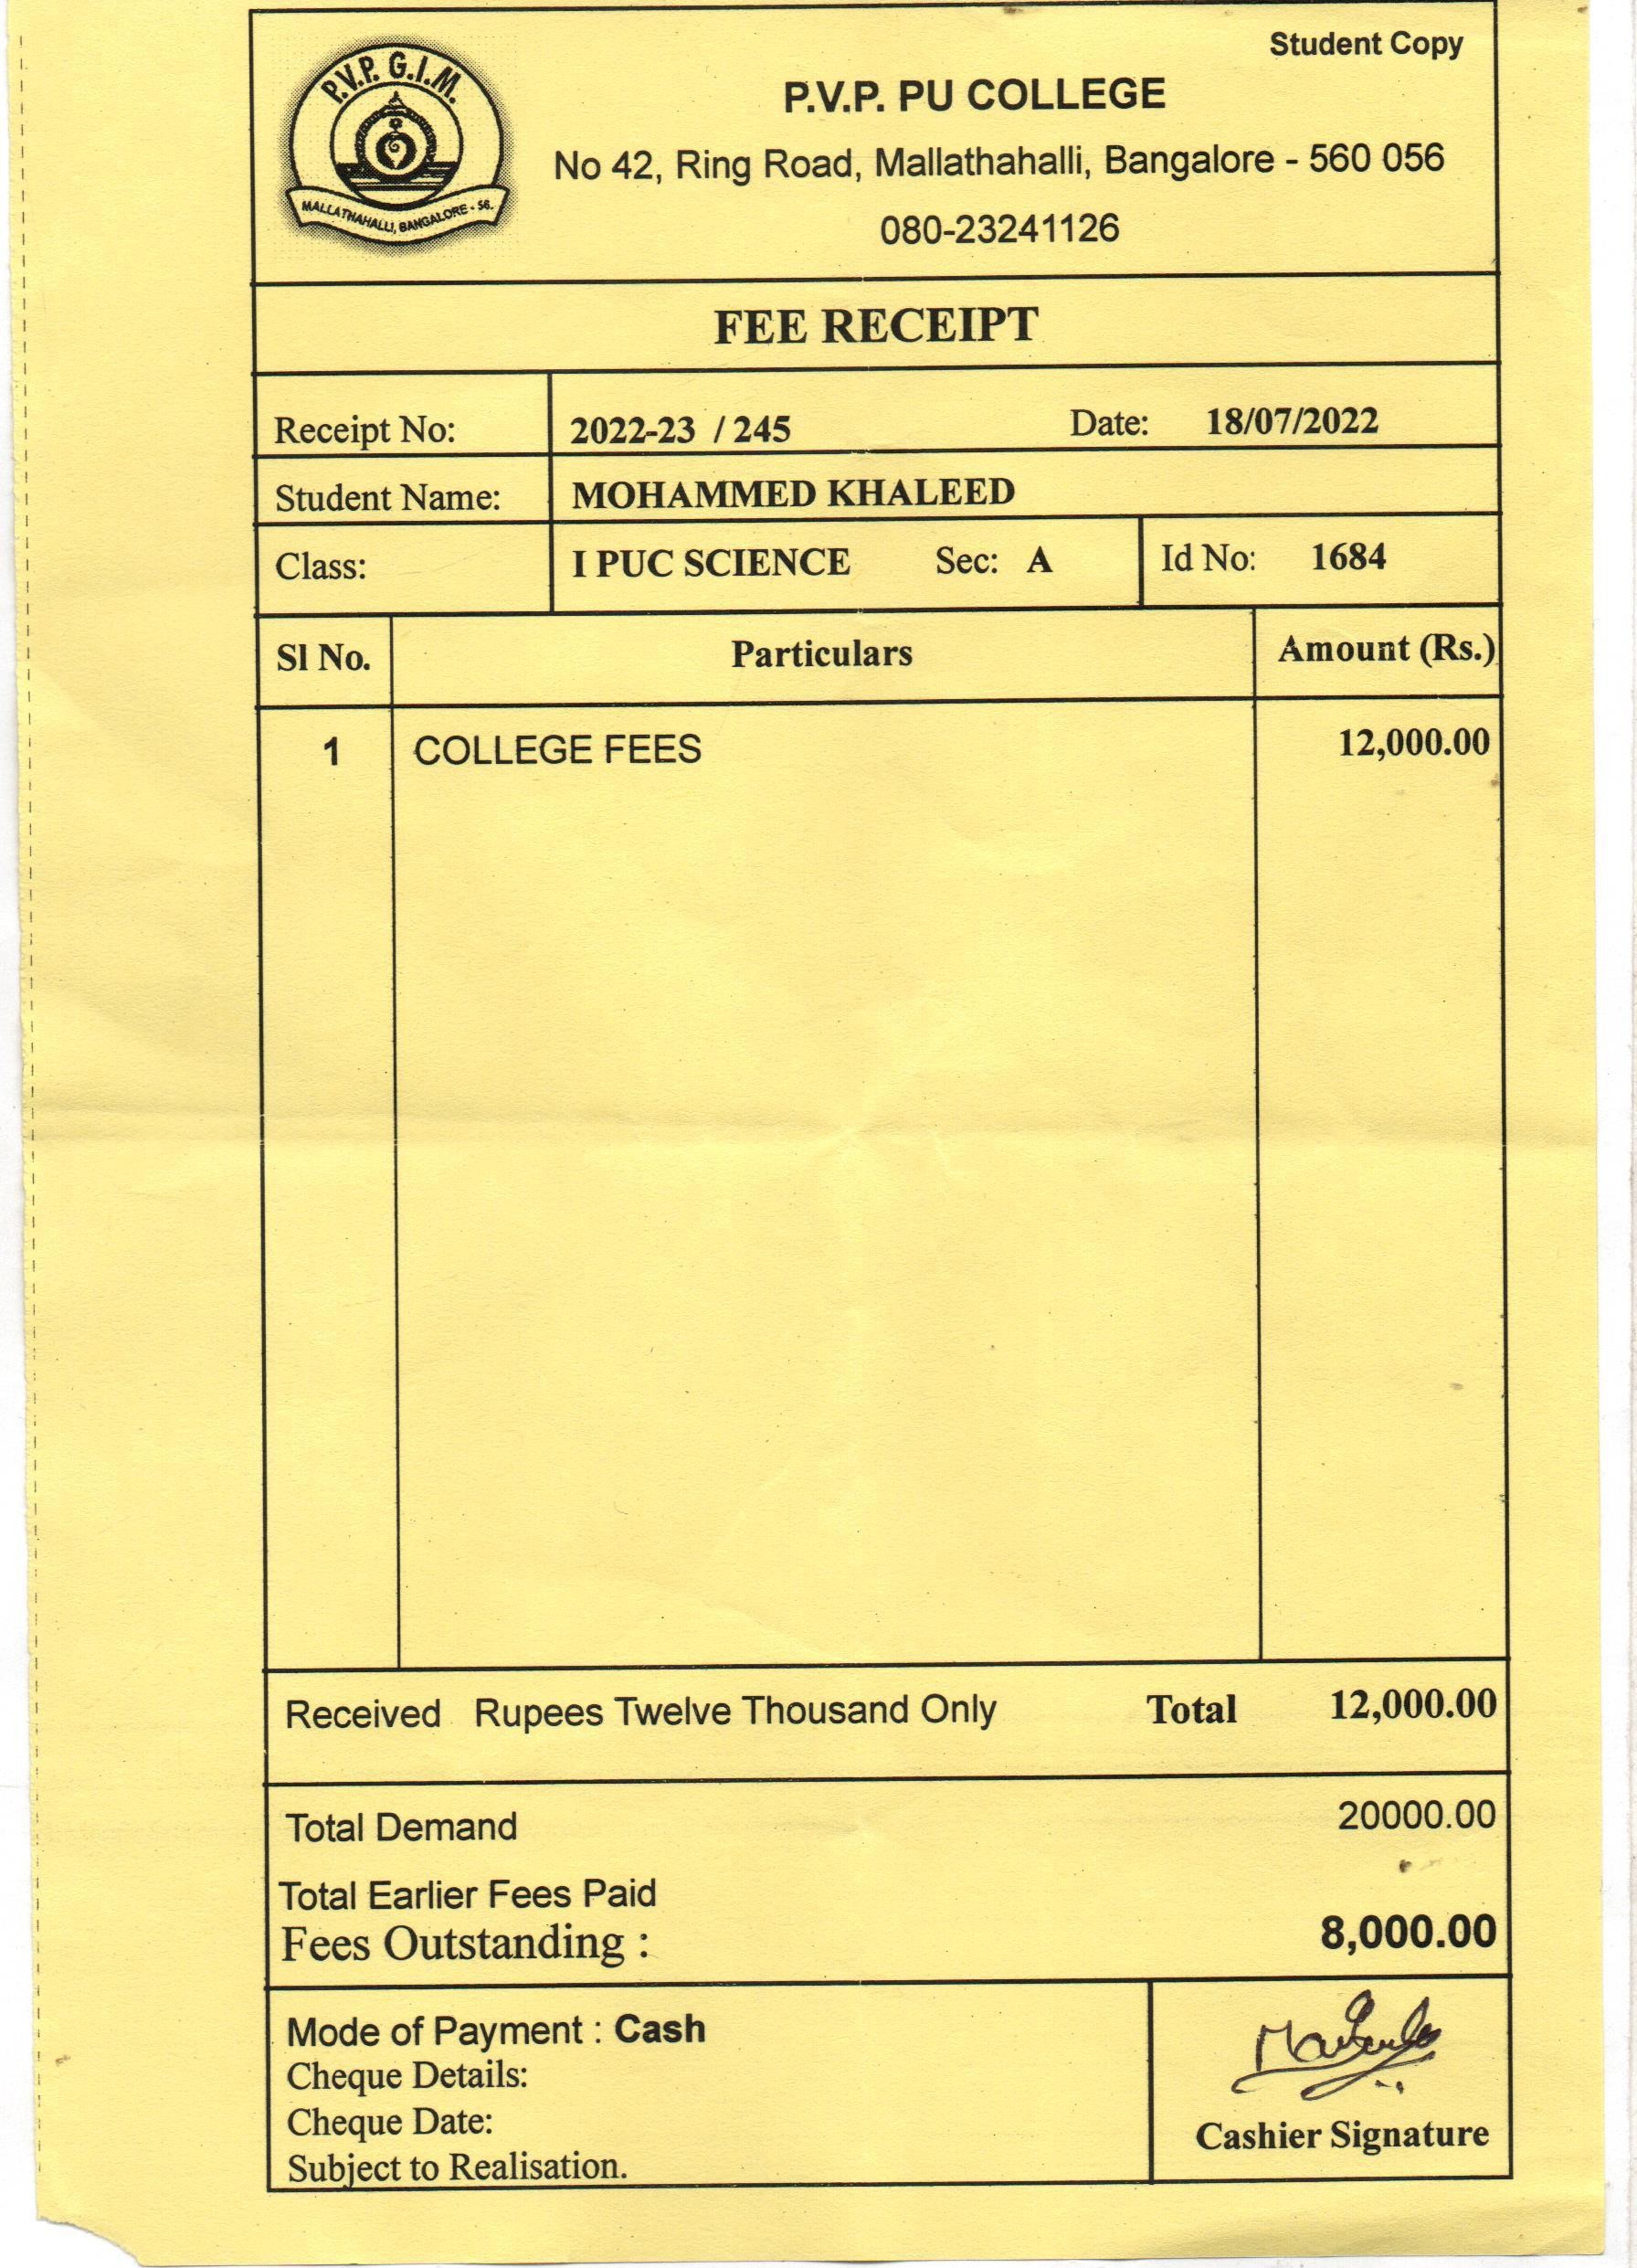 Student Copy
P.V.P. G.I.M.
MALLATHAHALLI, BANGALORE - 56.
P.V.P. PU COLLEGE
No 42, Ring Road, Mallathahalli, Bangalore - 560 056
080-23241126
FEE RECEIPT
Receipt No: 2022-23 / 245 Date: 18/07/2022
Student Name: MOHAMMED KHALEED
Class: I PUC SCIENCE Sec: A Id No: 1684
Sl No. Particulars Amount (Rs.)
1 COLLEGE FEES 12,000.00
Received Rupees Twelve Thousand Only Total 12,000.00
Total Demand 20000.00
Total Earlier Fees Paid
Fees Outstanding : 8,000.00
Mode of Payment : Cash
Cheque Details:
Cheque Date:
Subject to Realisation.
Cashier Signature